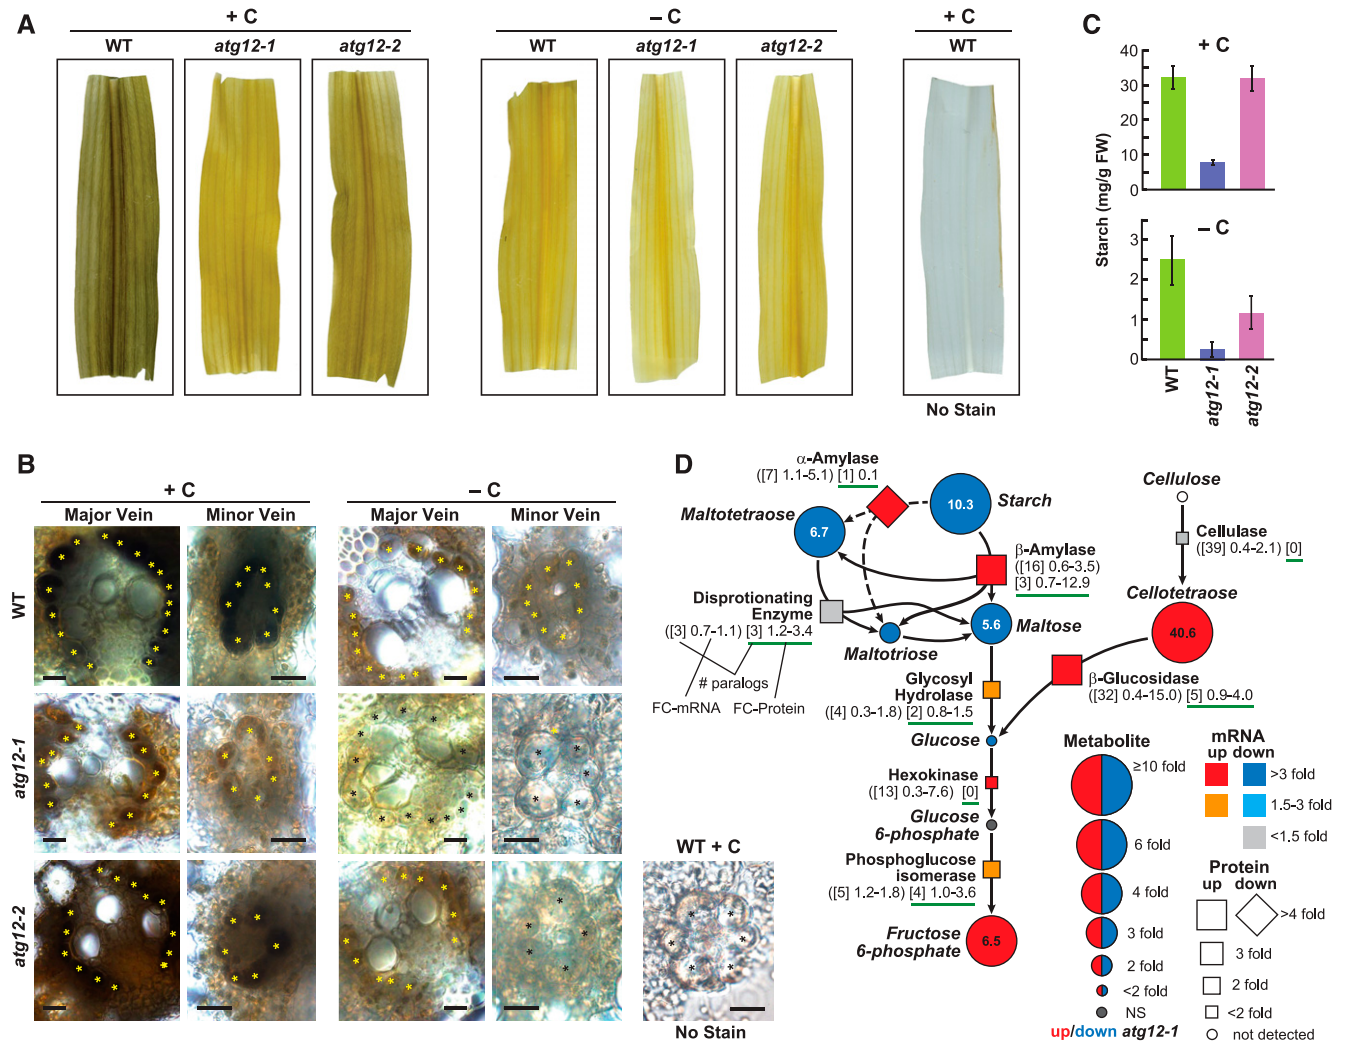 A
+ C
– C
+ C
WT
atg12-1
atg12-2
WT
atg12-1
atg12-2
WT
No Stain
C
+ C
40
30
20
10
0
– C
3
2
1
0
Starch (mg/g FW)
WT
atg12-1
atg12-2
B
+ C
– C
Major Vein
Minor Vein
Major Vein
Minor Vein
WT
atg12-1
atg12-2
WT + C
No Stain
D
α-Amylase
([7] 1.1-5.1) [1] 0.1
Maltotetraose
6.7
10.3
Starch
β-Amylase
([16] 0.6-3.5)
[3] 0.7-12.9
Disprotionating
Enzyme
([3] 0.7-1.1) [3] 1.2-3.4
# paralogs
FC-mRNA
FC-Protein
5.6
Maltose
Maltotriose
Glycosyl
Hydrolase
([4] 0.3-1.8) [2] 0.8-1.5
Glucose
Hexokinase
([13] 0.3-7.6) [0]
Glucose
6-phosphate
Phosphoglucose
isomerase
([5] 1.2-1.8) [4] 1.0-3.6
Fructose
6-phosphate
6.5
Cellulose
Cellulase
([39] 0.4-2.1) [0]
Cellotetraose
40.6
β-Glucosidase
([32] 0.4-15.0) [5] 0.9-4.0
Metabolite
≥10 fold
6 fold
4 fold
3 fold
2 fold
<2 fold
NS
up/down atg12-1
mRNA
up down
>3 fold
1.5-3 fold
<1.5 fold
Protein
up down
>4 fold
3 fold
2 fold
<2 fold
not detected